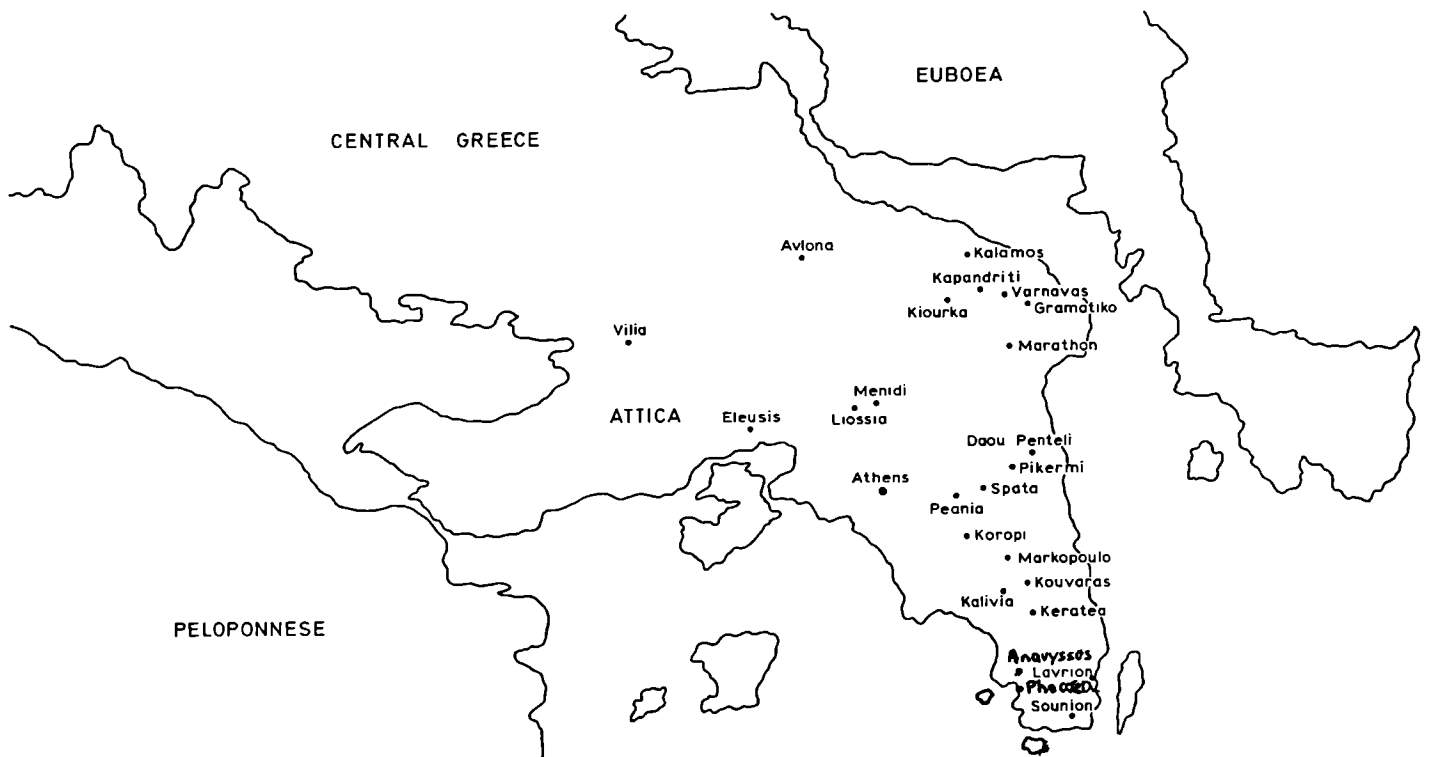 EUBOEA
CENTRAL GREECE
Avlona
Kalamos
Kapandriti
Varnavas
Kiourka
Gramatiko
Vilia
Marathon
Menidi
Liossia
ATTICA
Eleusis
Daou Penteli
Pikermi
Athens
Spata
Peania
Koropi
Markopoulo
Kouvaras
Kalivia
Keratea
PELOPONNESE
Anavyssos
Lavrion
Sounion